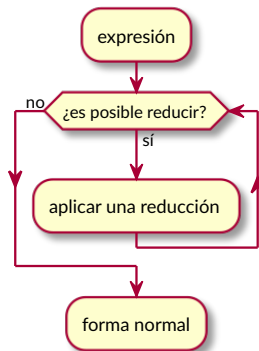 expresión
no
¿es posible reducir?
sí
aplicar una reducción
forma normal